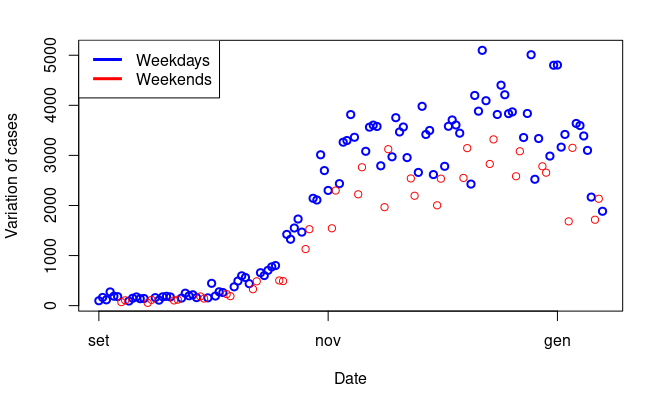 Weekdays
Weekends
Variation of cases
5000
4000
3000
2000
1000
0
set
nov
gen
Date